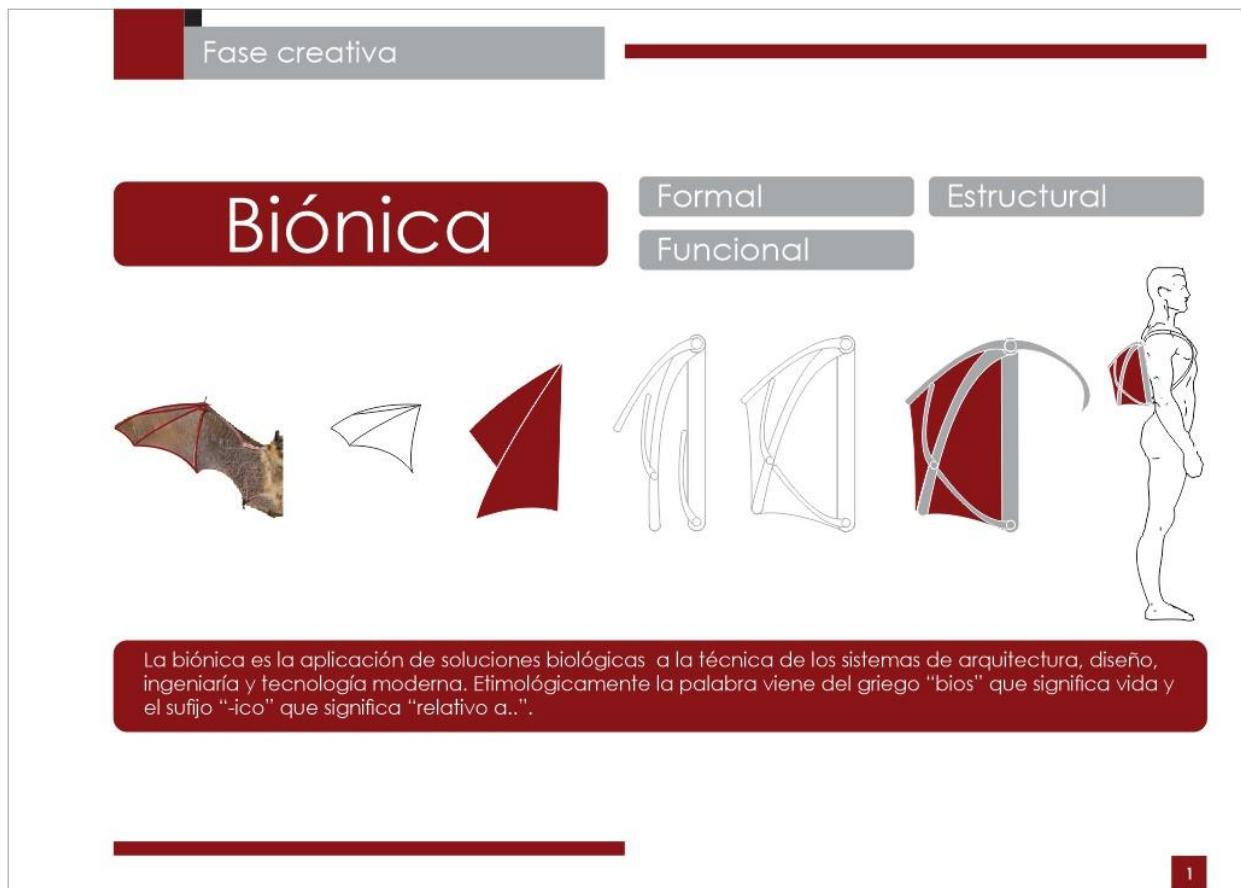 Fase creativa
Biónica
Formal
Estructural
Funcional
La biónica es la aplicación de soluciones biológicas  a la técnica de los sistemas de arquitectura, diseño,
ingeniaría y tecnología moderna. Etimológicamente la palabra viene del griego “bios” que significa vida y
el sufijo “-ico” que significa “relativo a..”.
1